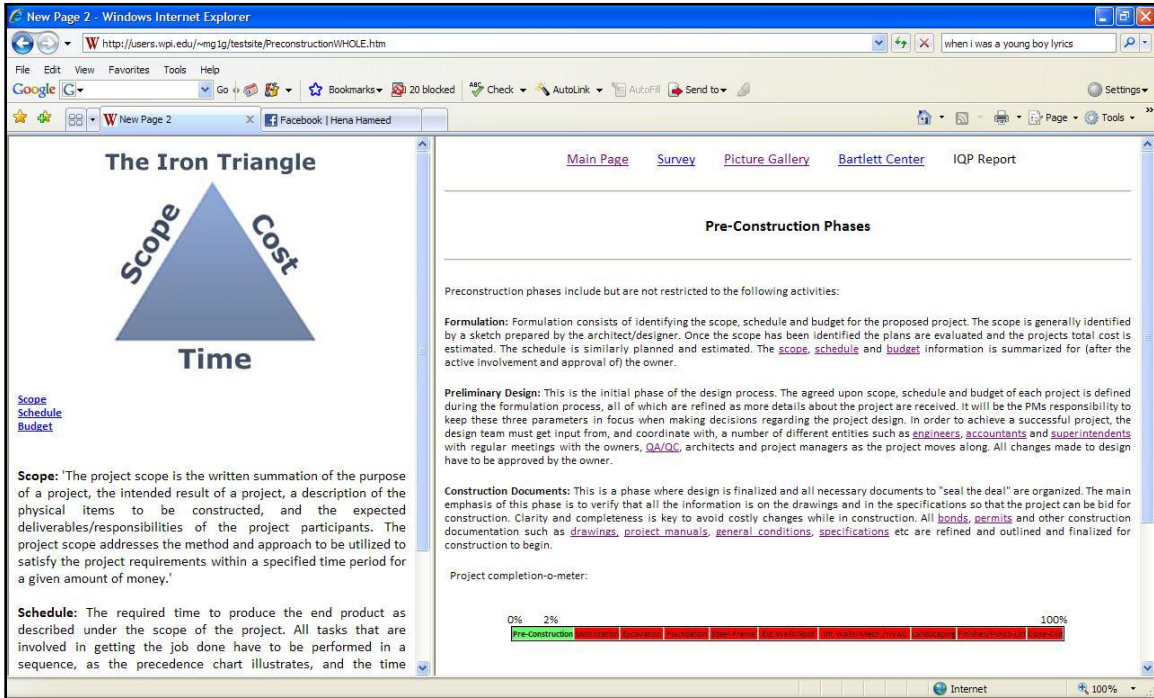 New Page 2 - Windows Internet Explorer
http://users.wpi.edu/~mg1g/testsite/PreconstructionWHOLE.htm
when i was a young boy lyrics
File Edit View Favorites Tools Help
Google G Go Bookmarks 20 blocked ABC Check AutoLink AutoFill Send to Settings
W New Page 2 X Facebook | Hena Hameed Page Tools
The Iron Triangle
Scope
Cost
Time
Scope
Schedule
Budget
Scope: 'The project scope is the written summation of the purpose
of a project, the intended result of a project, a description of the
physical items to be constructed, and the expected
deliverables/responsibilities of the project participants. The
project scope addresses the method and approach to be utilized to
satisfy the project requirements within a specified time period for
a given amount of money.'
Schedule: The required time to produce the end product as
described under the scope of the project. All tasks that are
involved in getting the job done have to be performed in a
sequence, as the precedence chart illustrates, and the time
Main Page Survey Picture Gallery Bartlett Center IQP Report
Pre-Construction Phases
Preconstruction phases include but are not restricted to the following activities:
Formulation: Formulation consists of identifying the scope, schedule and budget for the proposed project. The scope is generally identified
by a sketch prepared by the architect/designer. Once the scope has been identified the plans are evaluated and the projects total cost is
estimated. The schedule is similarly planned and estimated. The scope, schedule and budget information is summarized for (after the
active involvement and approval of) the owner.
Preliminary Design: This is the initial phase of the design process. The agreed upon scope, schedule and budget of each project is defined
during the formulation process, all of which are refined as more details about the project are received. It will be the PMs responsibility to
keep these three parameters in focus when making decisions regarding the project design. In order to achieve a successful project, the
design team must get input from, and coordinate with, a number of different entities such as engineers, accountants and superintendents
with regular meetings with the owners, QA/QC, architects and project managers as the project moves along. All changes made to design
have to be approved by the owner.
Construction Documents: This is a phase where design is finalized and all necessary documents to "seal the deal" are organized. The main
emphasis of this phase is to verify that all the information is on the drawings and in the specifications so that the project can be bid for
construction. Clarity and completeness is key to avoid costly changes while in construction. All bonds, permits and other construction
documentation such as drawings, project manuals, general conditions, specifications etc are refined and outlined and finalized for
construction to begin.
Project completion-o-meter:
0% 2% 100%
Pre-Construction Mobilization Excavation Foundation Steel Frame Ext Walls/Roof Landscaping Close-Out
Internet 100%